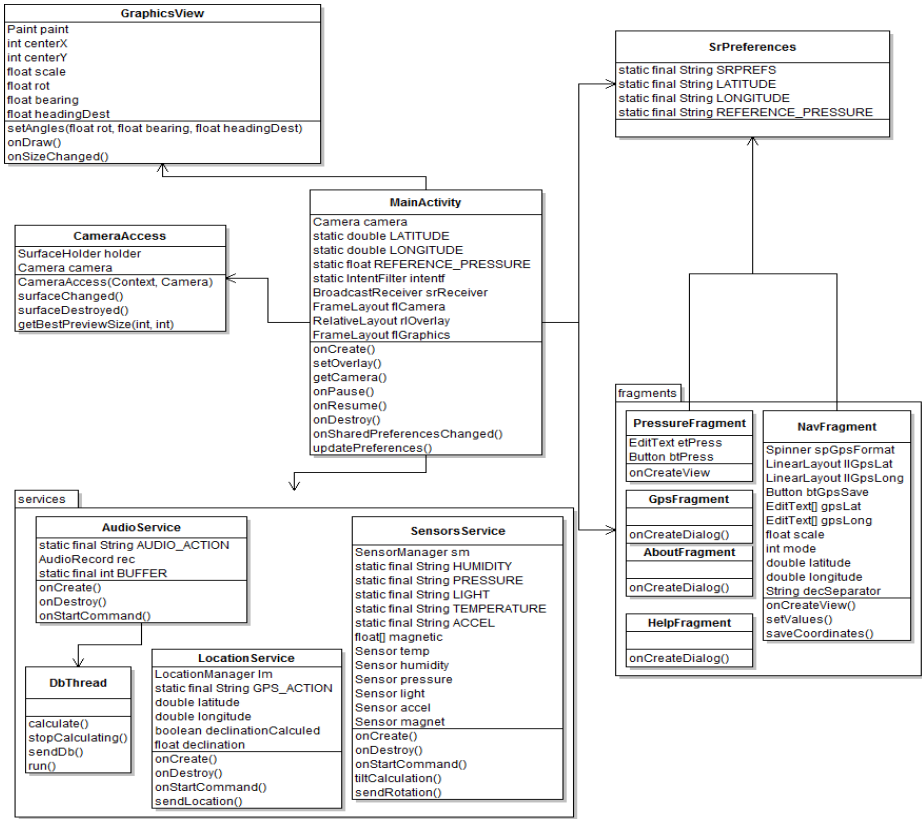 GraphicsView
Paint paint
int centerX
int centerY
float scale
float rot
float bearing
float headingDest
setAngles(float rot, float bearing, float headingDest)
onDraw()
onSizeChanged()
SrPreferences
static final String SRPREFS
static final String LATITUDE
static final String LONGITUDE
static final String REFERENCE_PRESSURE
MainActivity
Camera camera
static double LATITUDE
static double LONGITUDE
static float REFERENCE_PRESSURE
static IntentFilter intentf
BroadcastReceiver srReceiver
FrameLayout flCamera
RelativeLayout rlOverlay
FrameLayout flGraphics
onCreate()
setOverlay()
getCamera()
onPause()
onResume()
onDestroy()
onSharedPreferencesChanged()
updatePreferences()
CameraAccess
SurfaceHolder holder
Camera camera
CameraAccess(Context, Camera)
surfaceChanged()
surfaceDestroyed()
getBestPreviewSize(int, int)
fragments
PressureFragment
EditText etPress
Button btPress
onCreateView
GpsFragment
onCreateDialog()
AboutFragment
onCreateDialog()
HelpFragment
onCreateDialog()
NavFragment
Spinner spGpsFormat
LinearLayout llGpsLat
LinearLayout llGpsLong
Button btGpsSave
EditText[] gpsLat
EditText[] gpsLong
float scale
int mode
double latitude
double longitude
String decSeparator
onCreateView()
setValues()
saveCoordinates()
services
AudioService
static final String AUDIO_ACTION
AudioRecord rec
static final int BUFFER
onCreate()
onDestroy()
onStartCommand()
DbThread
calculate()
stopCalculating()
sendDb()
run()
LocationService
LocationManager lm
static final String GPS_ACTION
double latitude
double longitude
boolean declinationCalculed
float declination
onCreate()
onDestroy()
onStartCommand()
sendLocation()
SensorsService
SensorManager sm
static final String HUMIDITY
static final String PRESSURE
static final String LIGHT
static final String TEMPERATURE
static final String ACCEL
float[] magnetic
Sensor temp
Sensor humidity
Sensor pressure
Sensor light
Sensor accel
Sensor magnet
onCreate()
onDestroy()
onStartCommand()
tiltCalculation()
sendRotation()